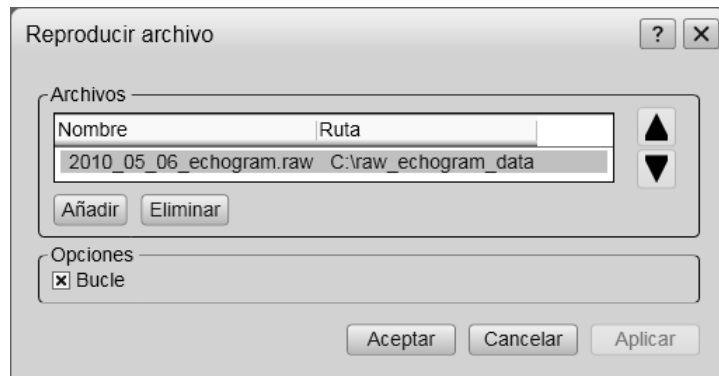 Reproducir archivo ?
Archivos
Nombre Ruta
2010_05_06_echogram.raw C:\raw_echogram_data
Añadir Eliminar
Opciones
Bucle
Aceptar Cancelar Aplicar